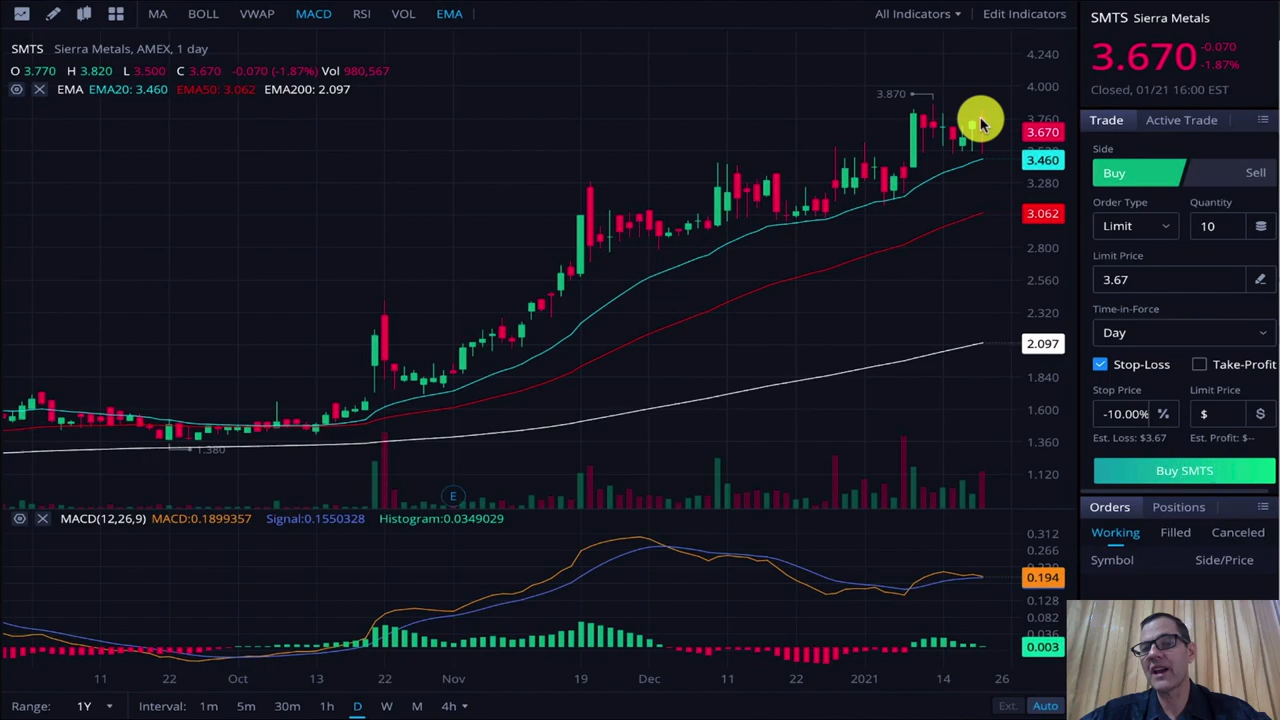 MA BOLL VWAP MACD RSI VOL EMA All Indicators Edit Indicators
SMTS Sierra Metals, AMEX, 1 day
O 3.770 H 3.820 L 3.500 C 3.670 -0.070 (-1.87%) Vol 980,567
EMA EMA20: 3.460 EMA50: 3.062 EMA200: 2.097
3.870
1.380
E
4.240
4.000
3.760
3.670
3.460
3.280
3.062
2.800
2.560
2.320
2.097
1.840
1.600
1.360
1.120
MACD(12,26,9) MACD:0.1899357 Signal:0.1550328 Histogram:0.0349029
0.312
0.266
0.194
0.128
0.082
0.003
11 22 Oct 13 22 Nov 19 Dec 11 22 2021 14 26
Range: 1Y Interval: 1m 5m 30m 1h D W M 4h Ext. Auto
SMTS Sierra Metals
3.670 -0.070
-1.87%
Closed, 01/21 16:00 EST
Trade Active Trade
Side
Buy Sell
Order Type Quantity
Limit 10
Limit Price
3.67
Time-in-Force
Day
Stop-Loss Take-Profit
Stop Price Limit Price
-10.00% % $ $
Est. Loss: $3.67 Est. Profit: $--
Buy SMTS
Orders Positions
Working Filled Canceled
Symbol Side/Price